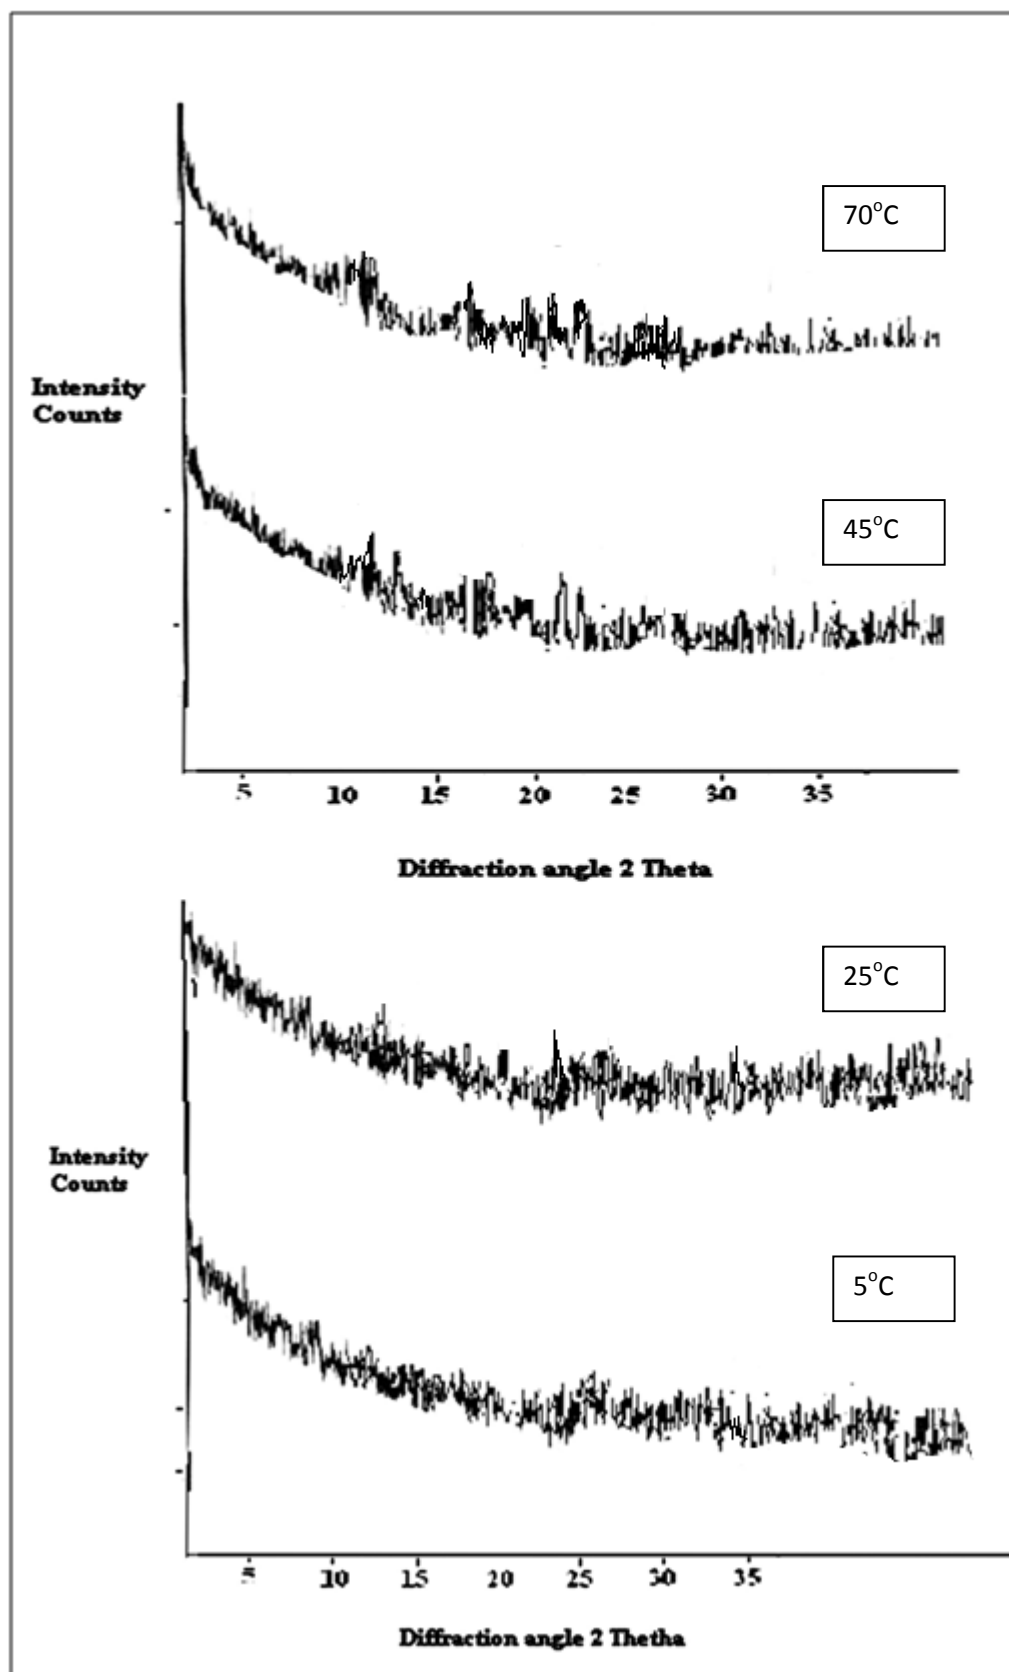 70°C
Intensity
Counts
45°C
5 10 15 20 25 30 35
Diffraction angle 2 Theta
25°C
Intensity
Counts
5°C
5 10 15 20 25 30 35
Diffraction angle 2 Thetha